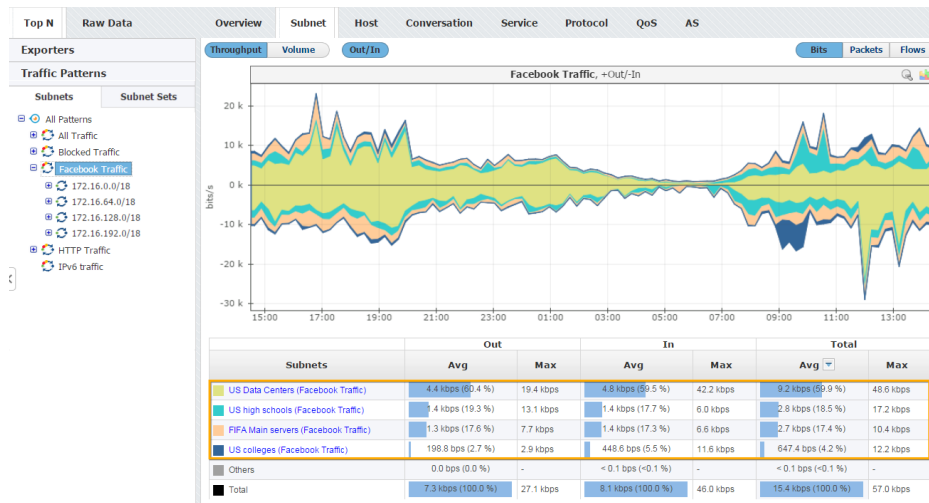 Top N Raw Data Overview Subnet Host Conversation Service Protocol QoS AS
Exporters
Throughput Volume Out/In Bits Packets Flows
Traffic Patterns
Facebook Traffic, +Out/-In
Subnets Subnet Sets
All Patterns
All Traffic
Blocked Traffic
Facebook Traffic
172.16.0.0/18
172.16.64.0/18
172.16.128.0/18
172.16.192.0/18
HTTP Traffic
IPv6 traffic
bits/s
20 k
10 k
0 k
-10 k
-20 k
-30 k
15:00 17:00 19:00 21:00 23:00 01:00 03:00 05:00 07:00 09:00 11:00 13:00
Out In Total
Subnets Avg Max Avg Max Avg Max
US Data Centers (Facebook Traffic) 4.4 kbps (60.4 %) 19.4 kbps 4.8 kbps (59.5 %) 42.2 kbps 9.2 kbps (59.9 %) 48.6 kbps
US high schools (Facebook Traffic) 1.4 kbps (19.3 %) 13.1 kbps 1.4 kbps (17.7 %) 6.0 kbps 2.8 kbps (18.5 %) 17.2 kbps
FIFA Main servers (Facebook Traffic) 1.3 kbps (17.6 %) 7.7 kbps 1.4 kbps (17.3 %) 6.6 kbps 2.7 kbps (17.4 %) 10.4 kbps
US colleges (Facebook Traffic) 198.8 bps (2.7 %) 2.9 kbps 448.6 bps (5.5 %) 11.6 kbps 647.4 bps (4.2 %) 12.2 kbps
Others 0.0 bps (0.0 %) - < 0.1 bps (<0.1 %) - < 0.1 bps (<0.1 %) -
Total 7.3 kbps (100.0 %) 27.1 kbps 8.1 kbps (100.0 %) 46.0 kbps 15.4 kbps (100.0 %) 57.0 kbps